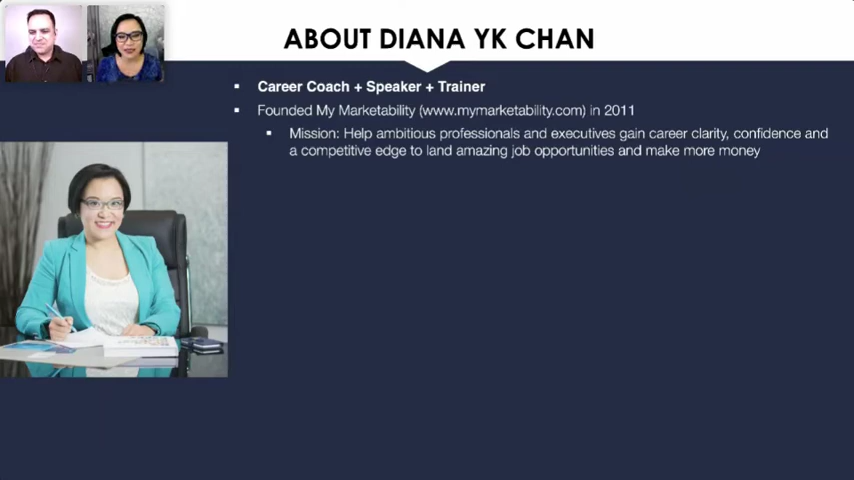 ABOUT DIANA YK CHAN
▪ Career Coach + Speaker + Trainer
▪ Founded My Marketability (www.mymarketability.com) in 2011
▪ Mission: Help ambitious professionals and executives gain career clarity, confidence and
a competitive edge to land amazing job opportunities and make more money